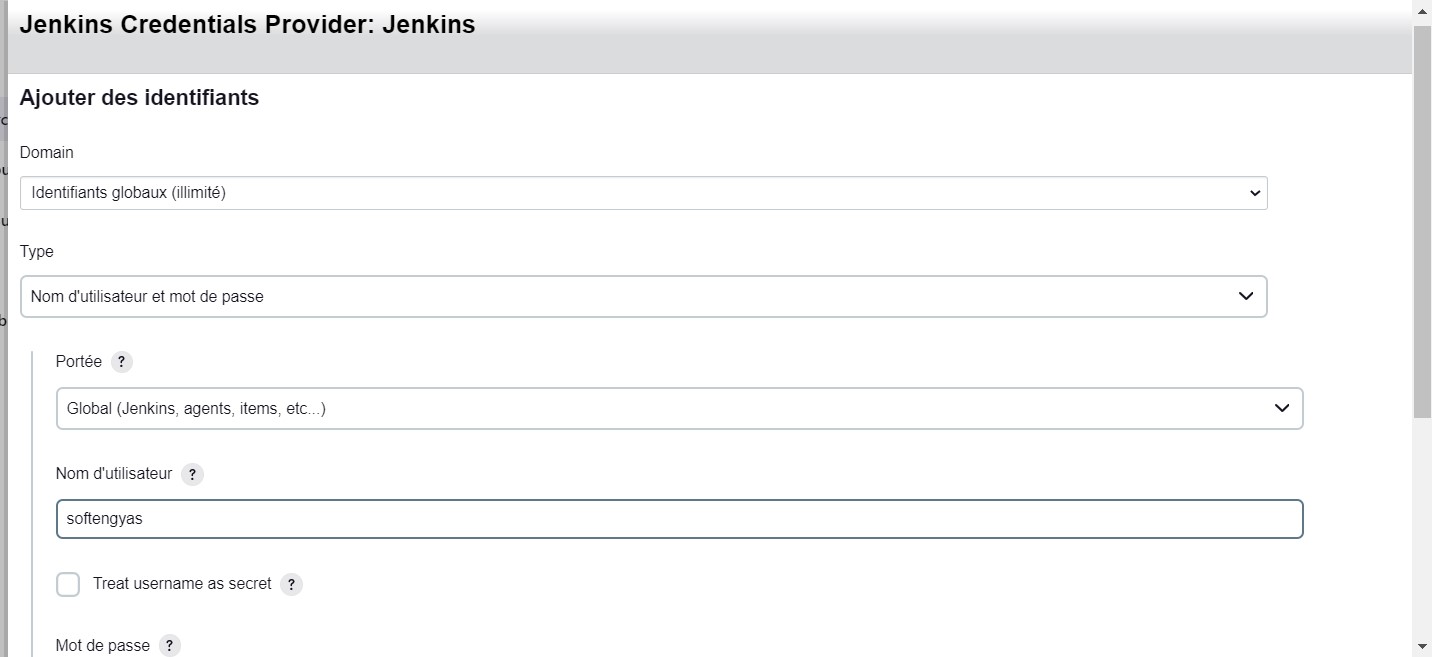 Jenkins Credentials Provider: Jenkins
Ajouter des identifiants
Domain
Identifiants globaux (illimité)
Type
Nom d'utilisateur et mot de passe
Portée ?
Global (Jenkins, agents, items, etc...)
Nom d'utilisateur ?
softengyas
Treat username as secret ?
Mot de passe ?